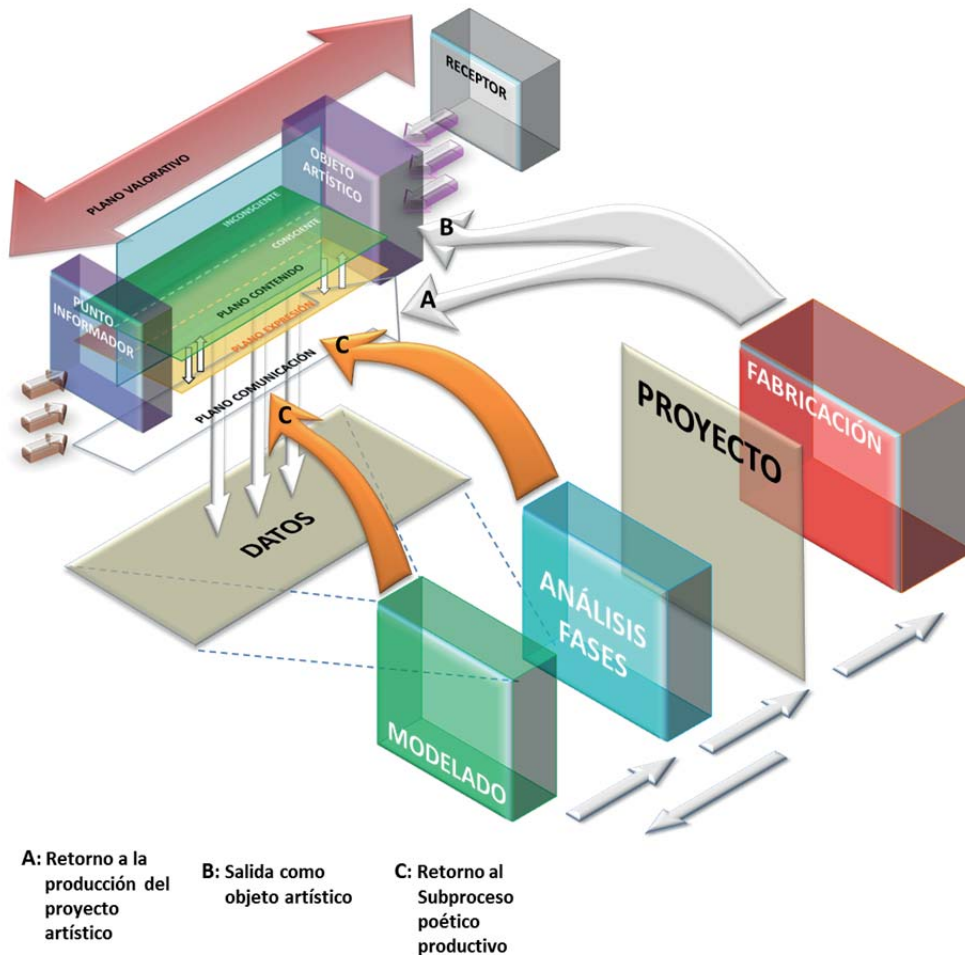 RECEPTOR
PLANO VALORATIVO
OBJETO
ARTÍSTICO
INCONSCIENTE
CONSCIENTE
PLANO CONTENIDO
PLANO EXPRESIÓN
PUNTO
INFORMADOR
PLANO COMUNICACIÓN
B
A
C
C
DATOS
PROYECTO
FABRICACIÓN
ANÁLISIS
FASES
MODELADO
A: Retorno a la
producción del
proyecto
artístico
B: Salida como
objeto artístico
C: Retorno al
Subproceso
poético
productivo